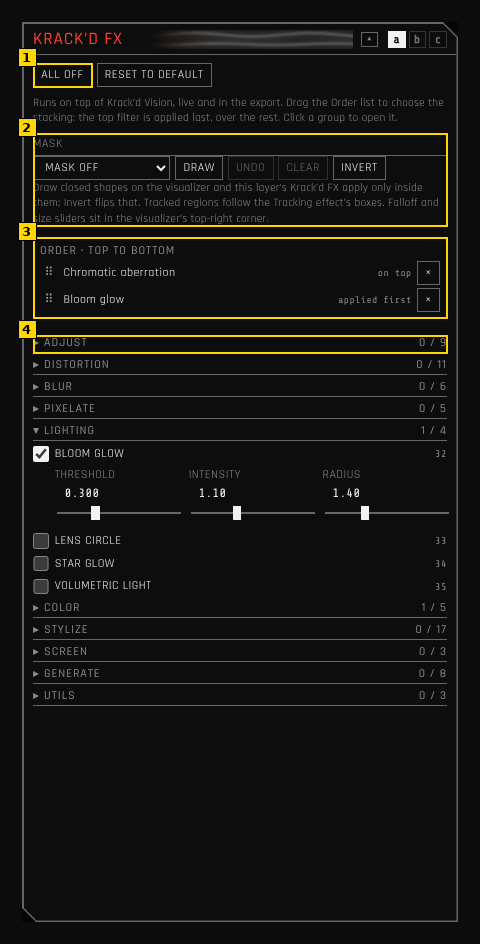 KRACK'D FX
a b c
1
ALL OFF RESET TO DEFAULT
Runs on top of Krack'd Vision, live and in the export. Drag the Order list to choose the
stacking; the top filter is applied last, over the rest. Click a group to open it.
2
MASK
MASK OFF DRAW UNDO CLEAR INVERT
Draw closed shapes on the visualizer and this layer's Krack'd FX apply only inside
them; Invert flips that. Tracked regions follow the Tracking effect's boxes. Falloff and
size sliders sit in the visualizer's top-right corner.
3
ORDER · TOP TO BOTTOM
Chromatic aberration on top ×
Bloom glow applied first ×
4
▸ ADJUST 0 / 9
▸ DISTORTION 0 / 11
▸ BLUR 0 / 6
▸ PIXELATE 0 / 5
▾ LIGHTING 1 / 4
BLOOM GLOW 32
THRESHOLD INTENSITY RADIUS
0.300 1.10 1.40
LENS CIRCLE 33
STAR GLOW 34
VOLUMETRIC LIGHT 35
▸ COLOR 1 / 5
▸ STYLIZE 0 / 17
▸ SCREEN 0 / 3
▸ GENERATE 0 / 8
▸ UTILS 0 / 3